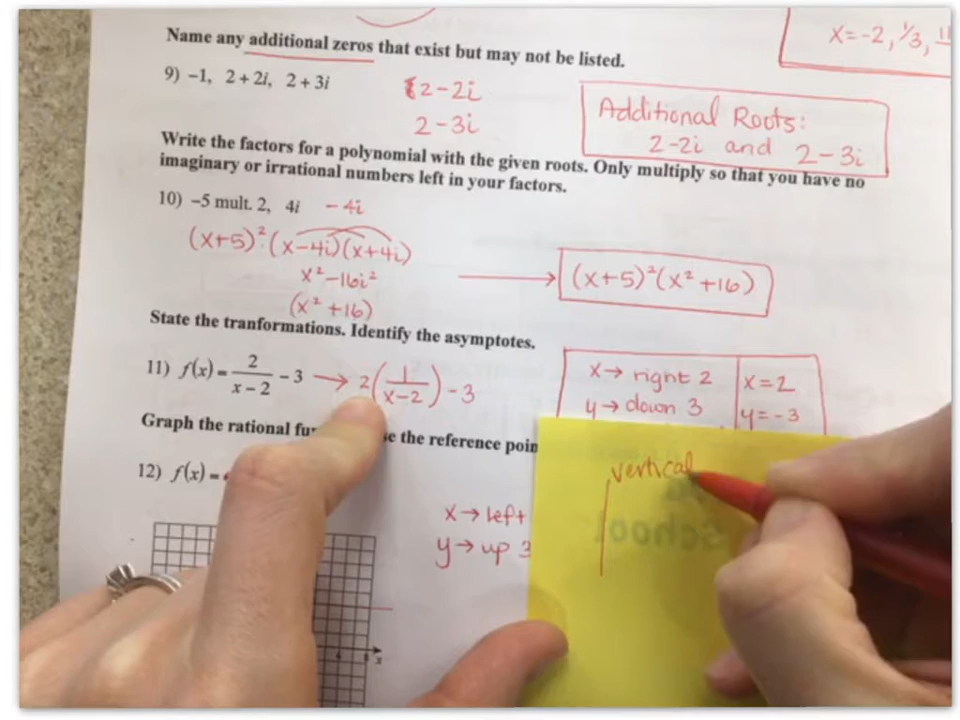 x = -2, 1/3,
Name any additional zeros that exist but may not be listed.
9) −1, 2 + 2i, 2 + 3i
2 - 2i
2 - 3i
Additional Roots:
2-2i and 2-3i
Write the factors for a polynomial with the given roots. Only multiply so that you have no
imaginary or irrational numbers left in your factors.
10) −5 mult. 2, 4i -4i
(x+5)²(x-4i)(x+4i)
x² - 16i²
(x² + 16)
(x+5)²(x² + 16)
State the tranformations. Identify the asymptotes.
11) f(x) = 2/(x − 2) − 3 → 2(1/(x-2)) - 3
x → right 2 x = 2
y → down 3 y = -3
Graph the rational the reference
12) f(x) =
x → left
y → up 3
vertical
school
x